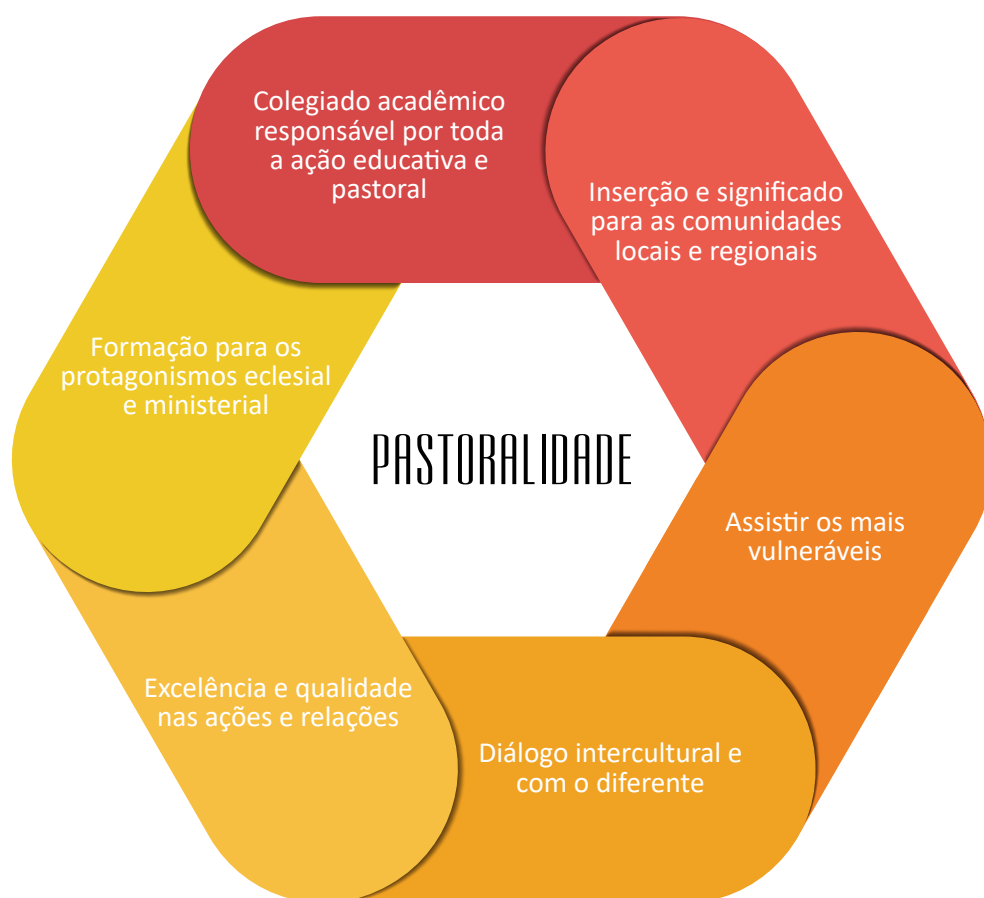 Colegiado acadêmico
responsável por toda
a ação educativa e
pastoral
Inserção e significado
para as comunidades
locais e regionais
Assistir os mais
vulneráveis
Diálogo intercultural e
com o diferente
Excelência e qualidade
nas ações e relações
Formação para os
protagonismos eclesial
e ministerial
PASTORALIDADE